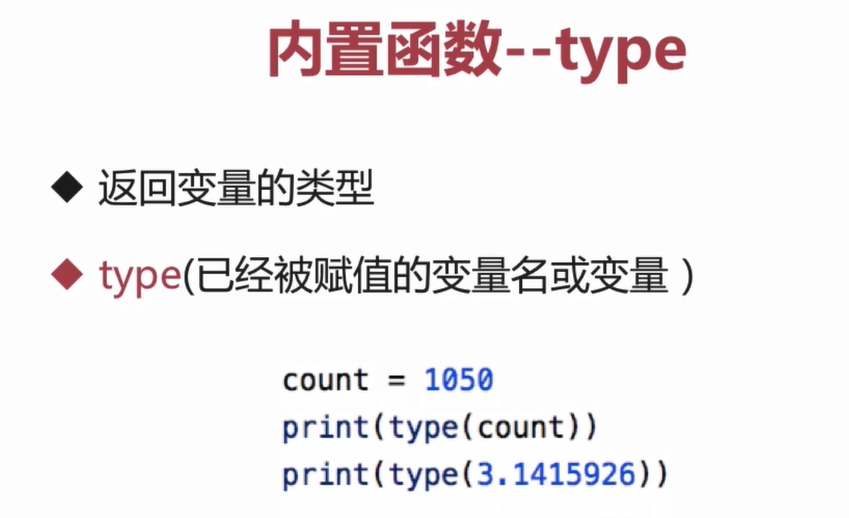 内置函数--type
返回变量的类型
type(已经被赋值的变量名或变量）
count = 1050
print(type(count))
print(type(3.1415926))